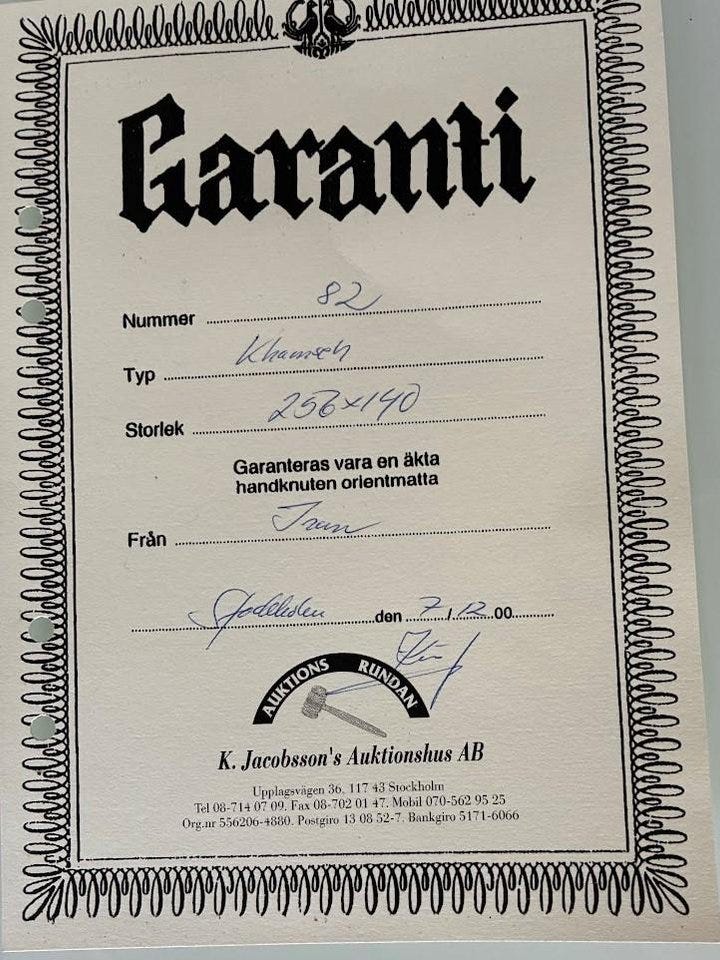 Garanti
Nummer 82
Typ Khamseh
Storlek 256x140
Garanteras vara en äkta
handknuten orientmatta
Från Iran
Stockholm den 7/12.00
AUKTIONS RUNDAN
K. Jacobsson's Auktionshus AB
Upplagsvägen 36, 117 43 Stockholm
Tel 08-714 07 09. Fax 08-702 01 47. Mobil 070-562 95 25
Org.nr 556206-4880. Postgiro 13 08 52-7. Bankgiro 5171-6066